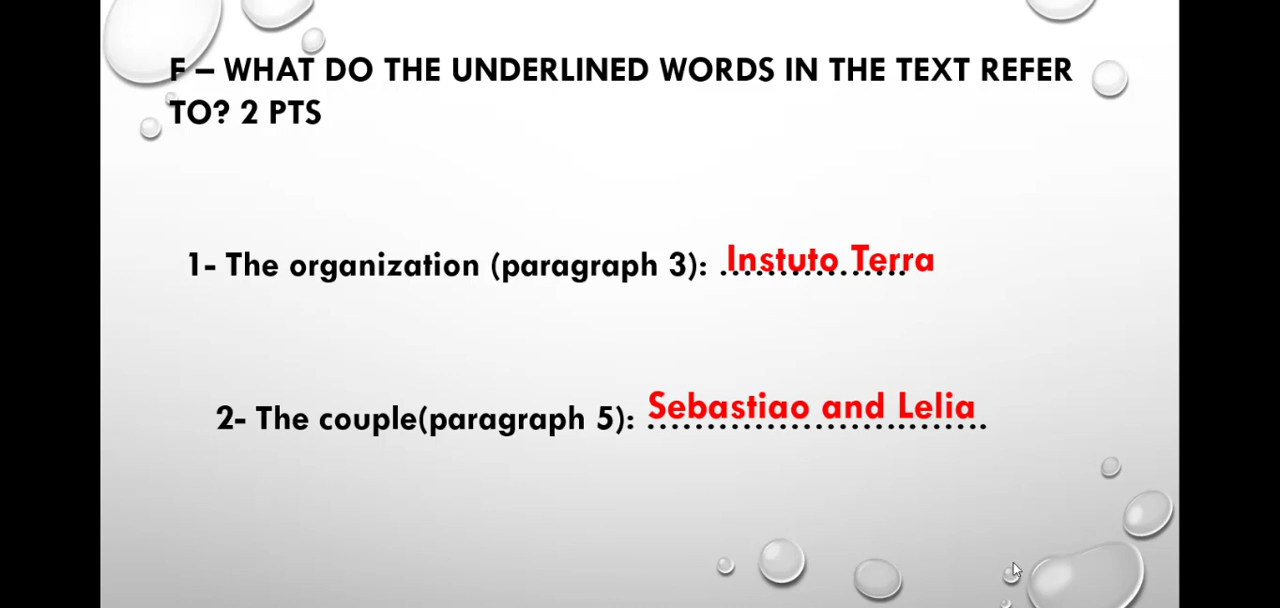 F – WHAT DO THE UNDERLINED WORDS IN THE TEXT REFER
TO? 2 PTS
1- The organization (paragraph 3): ................ Instuto Terra
2- The couple(paragraph 5): ............................. Sebastiao and Lelia